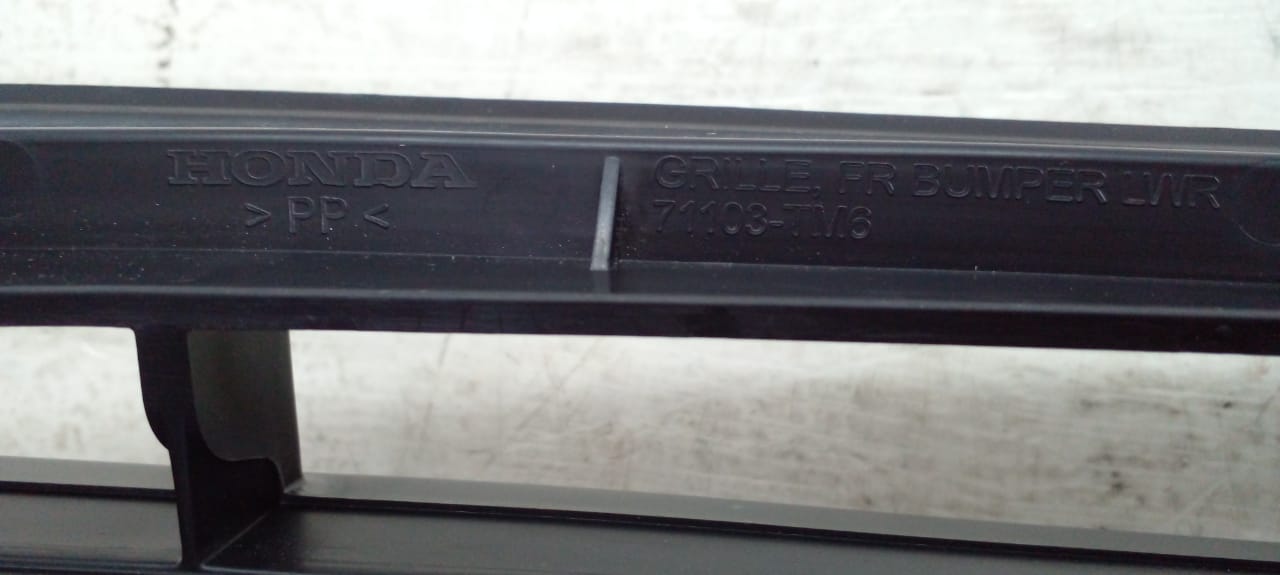 HONDA
>PP<
GRILLE, FR BUMPER LWR
71103-TM6